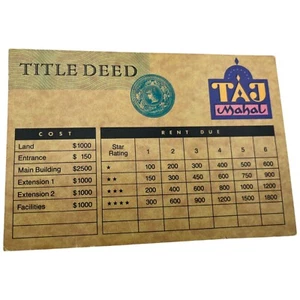 TITLE DEED
TAJ
Mahal
COST
Land $1000
Entrance $ 150
Main Building $2500
Extension 1 $1000
Extension 2 $1000
Facilities $1000
RENT DUE
Star Rating 1 2 3 4 5 6
★ 100 200 300 400 500 600
★★ 150 300 450 600 750 900
★★★ 200 400 600 800 1000 1200
★★★★ 300 600 900 1200 1500 1800